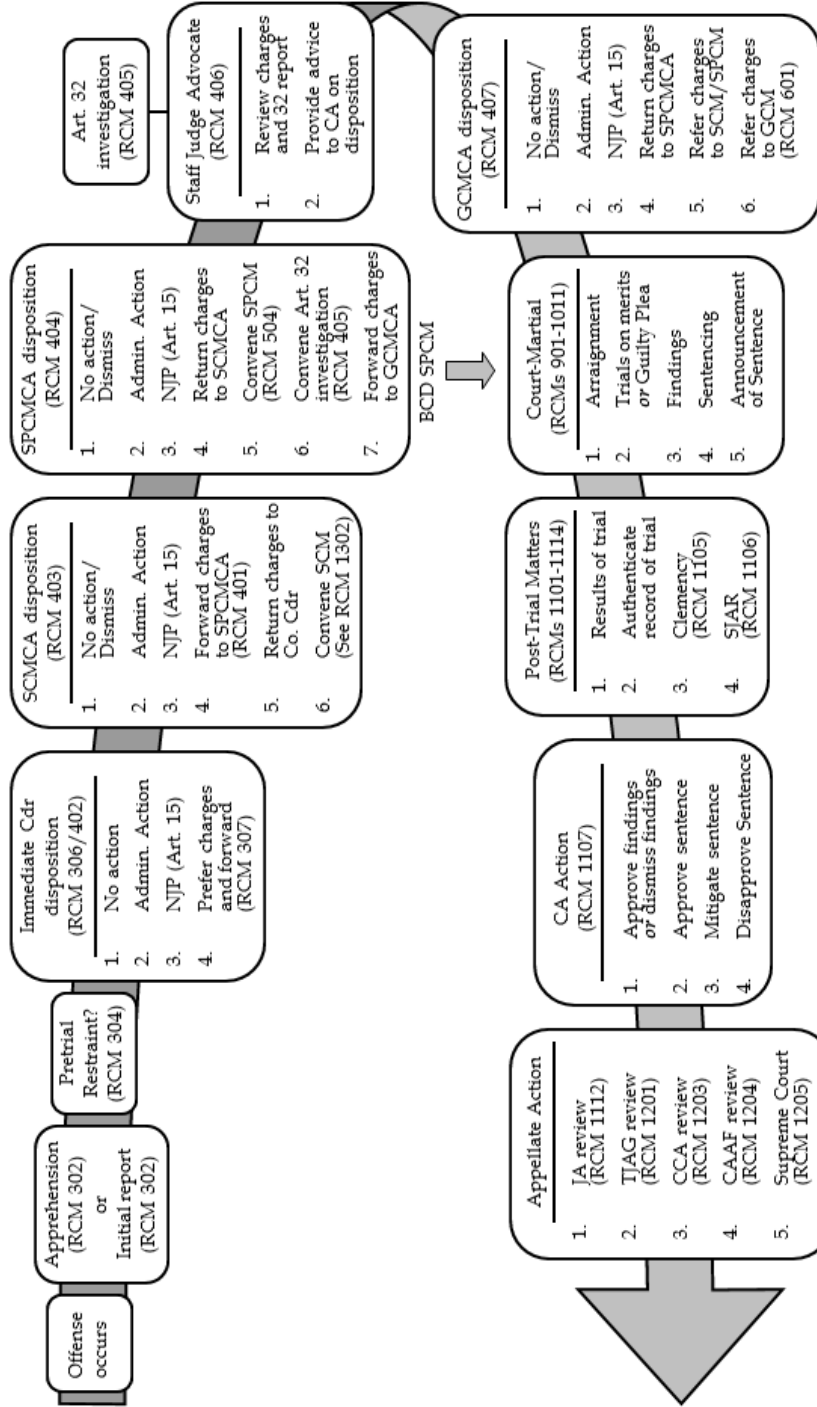 Offense
occurs
Apprehension
(RCM 302)
or
Initial report
(RCM 302)
Pretrial
Restraint?
(RCM 304)
Immediate Cdr
disposition
(RCM 306/402)
1. No action
2. Admin. Action
3. NJP (Art. 15)
4. Prefer charges
and forward
(RCM 307)
SCMCA disposition
(RCM 403)
1. No action/
Dismiss
2. Admin. Action
3. NJP (Art. 15)
4. Forward charges
to SPCMCA
(RCM 401)
5. Return charges to
Co. Cdr
6. Convene SCM
(See RCM 1302)
SPCMCA disposition
(RCM 404)
1. No action/
Dismiss
2. Admin. Action
3. NJP (Art. 15)
4. Return charges
to SCMCA
5. Convene SPCM
(RCM 504)
6. Convene Art. 32
investigation
(RCM 405)
7. Forward charges
to GCMCA
Art. 32
investigation
(RCM 405)
Staff Judge Advocate
(RCM 406)
1. Review charges
and 32 report
2. Provide advice
to CA on
disposition
BCD SPCM
GCMCA disposition
(RCM 407)
1. No action/
Dismiss
2. Admin. Action
3. NJP (Art. 15)
4. Return charges
to SPCMCA
5. Refer charges
to SCM/SPCM
6. Refer charges
to GCM
(RCM 601)
Court-Martial
(RCMs 901-1011)
1. Arraignment
2. Trials on merits
or Guilty Plea
3. Findings
4. Sentencing
5. Announcement
of Sentence
Post-Trial Matters
(RCMs 1101-1114)
1. Results of trial
2. Authenticate
record of trial
3. Clemency
(RCM 1105)
4. SJAR
(RCM 1106)
CA Action
(RCM 1107)
1. Approve findings
or dismiss findings
2. Approve sentence
3. Mitigate sentence
4. Disapprove Sentence
Appellate Action
1. JA review
(RCM 1112)
2. TJAG review
(RCM 1201)
3. CCA review
(RCM 1203)
4. CAAF review
(RCM 1204)
5. Supreme Court
(RCM 1205)